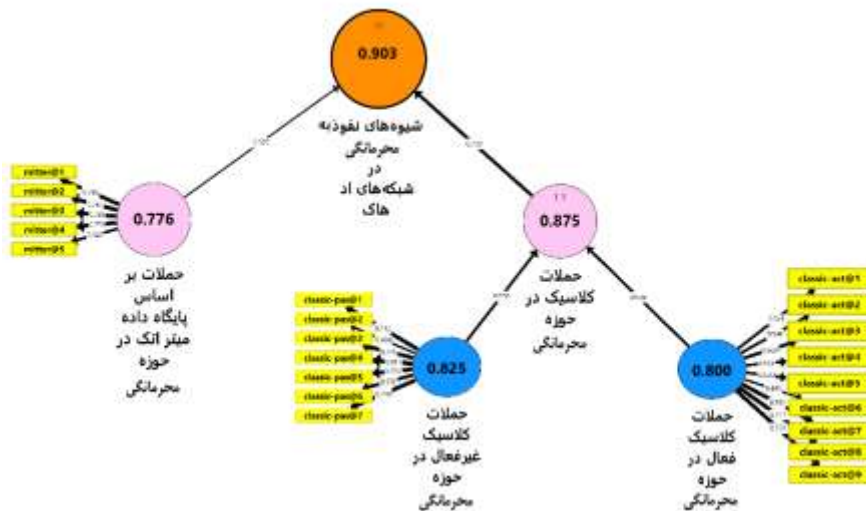 0.903
شیوه‌های نفوذ به
محرمانگی
در
شبکه‌های اد
هاک
mitter@1
mitter@2
mitter@3
mitter@4
mitter@5
0.776
حملات بر
اساس
پایگاه داده
میتر اتک در
حوزه
محرمانگی
0.875
حملات
کلاسیک در
حوزه
محرمانگی
classic-pas@1
classic-pas@2
classic-pas@3
classic-pas@4
classic-pas@5
classic-pas@6
classic-pas@7
0.825
حملات
کلاسیک
غیرفعال در
حوزه
محرمانگی
0.800
حملات
کلاسیک
فعال در
حوزه
محرمانگی
classic-act@1
classic-act@2
classic-act@3
classic-act@4
classic-act@5
classic-act@6
classic-act@7
classic-act@8
classic-act@9